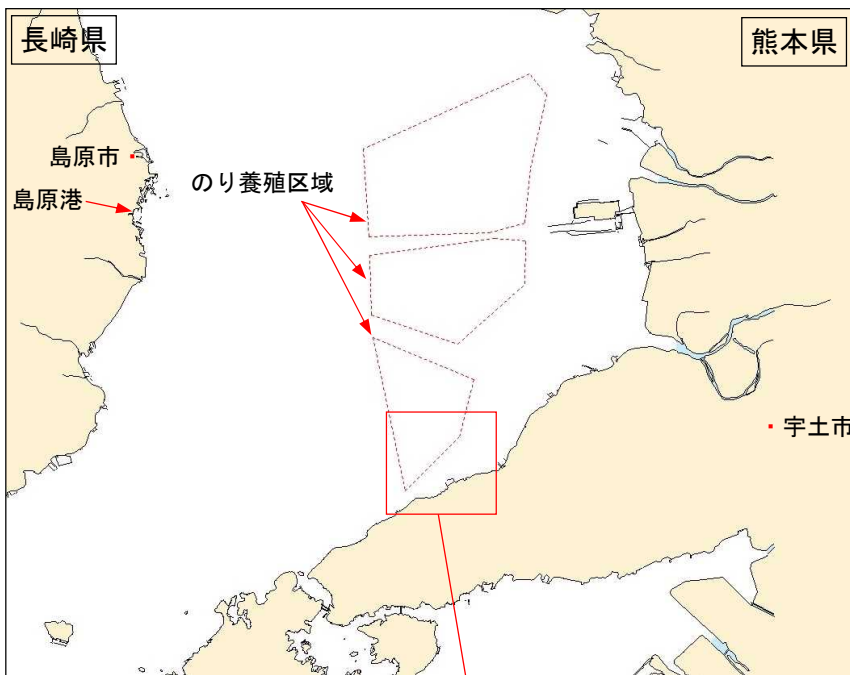 長崎県
熊本県
島原市
のり養殖区域
島原港
宇土市